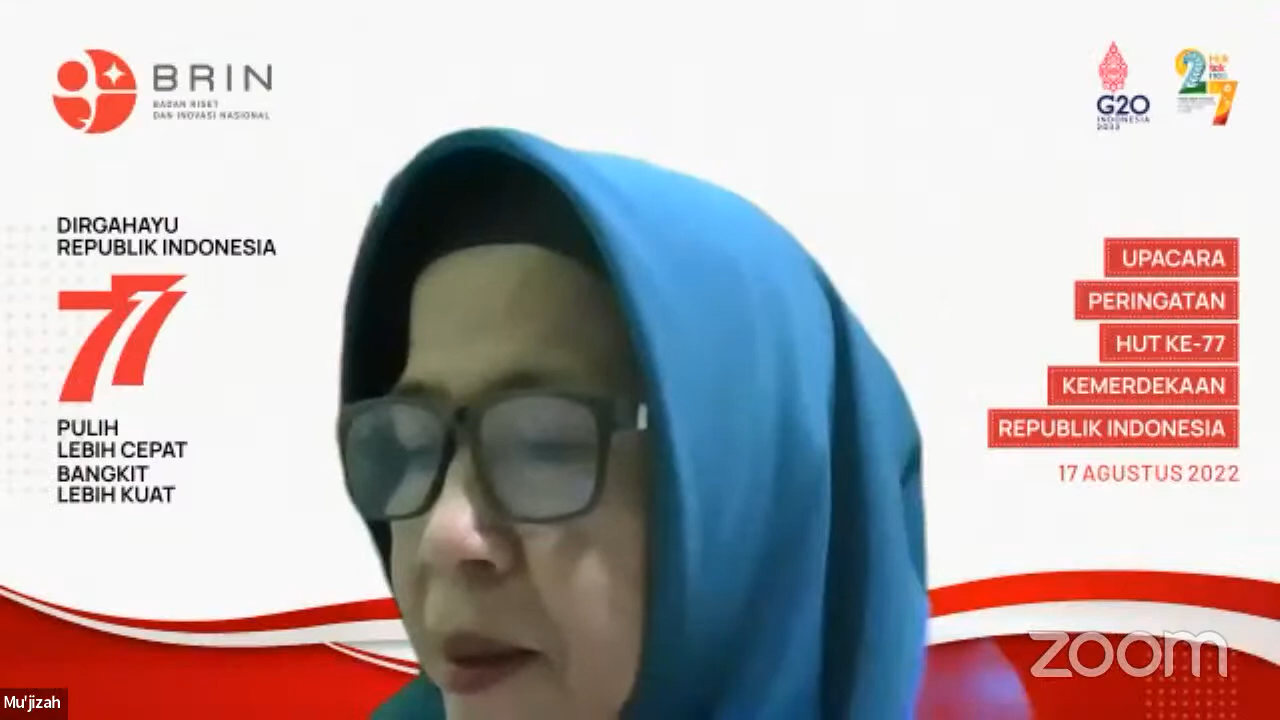 BRIN
BADAN RISET
DAN INOVASI NASIONAL
G20
INDONESIA
2022
27
DIRGAHAYU
REPUBLIK INDONESIA
77
PULIH
LEBIH CEPAT
BANGKIT
LEBIH KUAT
UPACARA
PERINGATAN
HUT KE-77
KEMERDEKAAN
REPUBLIK INDONESIA
17 AGUSTUS 2022
zoom
Mu'jizah